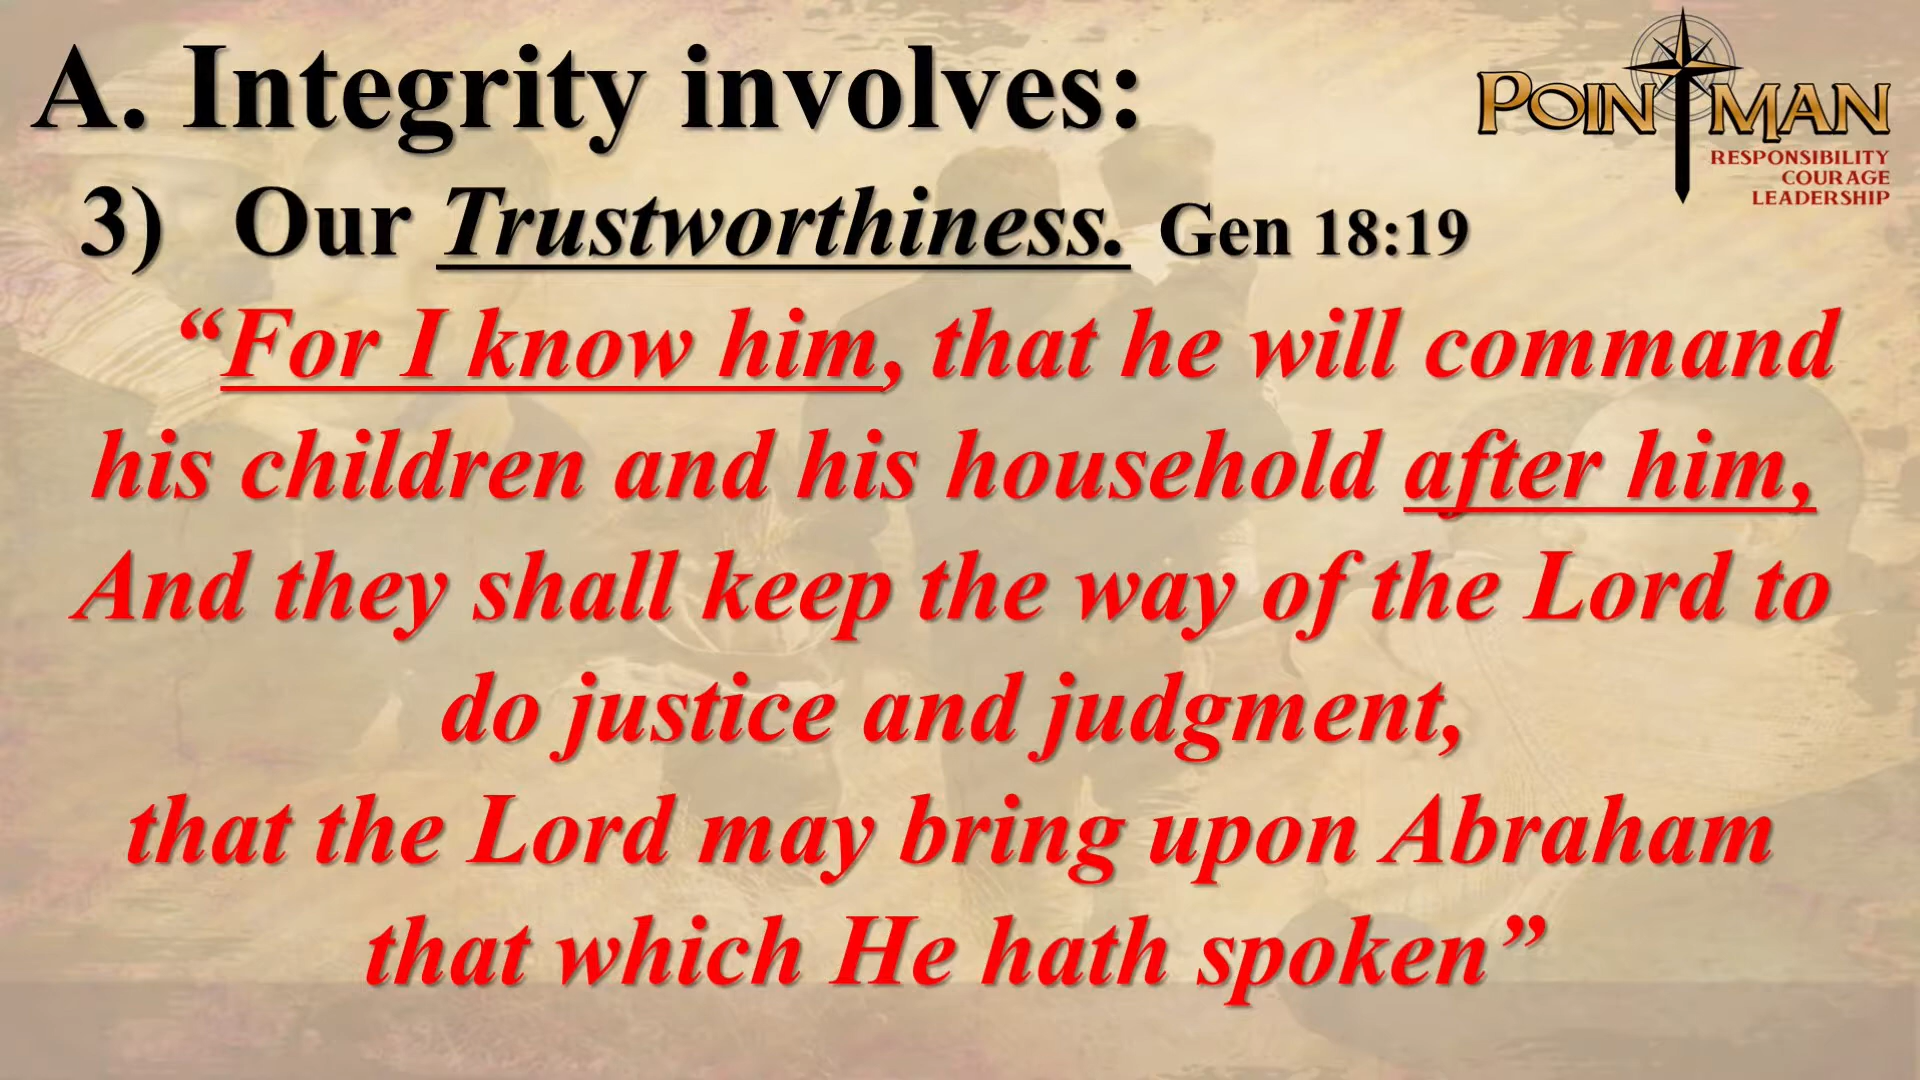 A. Integrity involves:
POINTMAN
RESPONSIBILITY
COURAGE
LEADERSHIP
3) Our Trustworthiness. Gen 18:19
“For I know him, that he will command
his children and his household after him,
And they shall keep the way of the Lord to
do justice and judgment,
that the Lord may bring upon Abraham
that which He hath spoken”